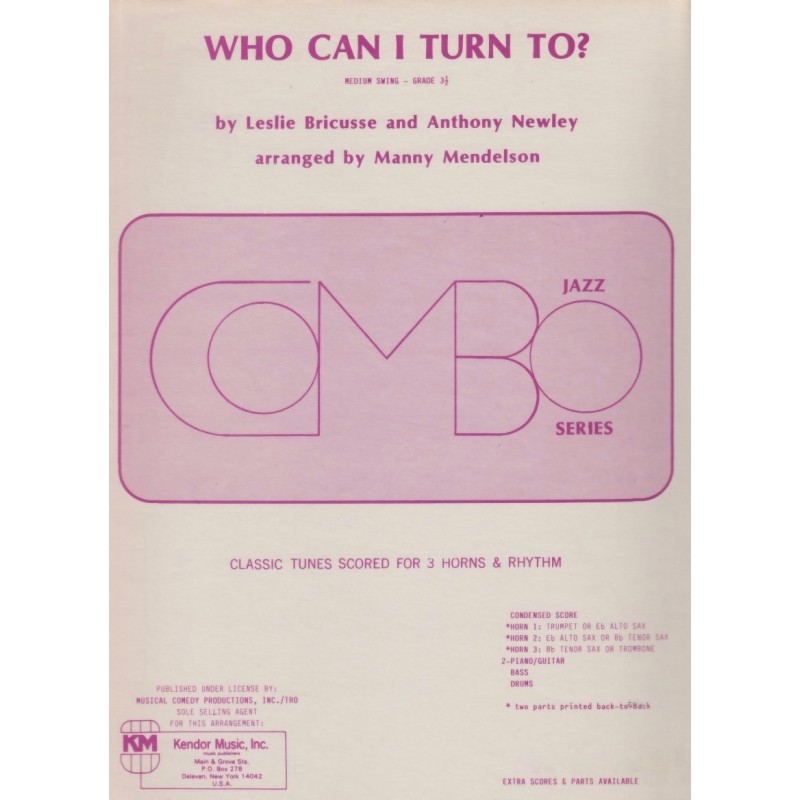 WHO CAN I TURN TO?
MEDIUM SWING - GRADE 3½
by Leslie Bricusse and Anthony Newley
arranged by Manny Mendelson
COMBO
JAZZ
SERIES
CLASSIC TUNES SCORED FOR 3 HORNS & RHYTHM
CONDENSED SCORE
*HORN 1: TRUMPET OR Eb ALTO SAX
*HORN 2: Eb ALTO SAX OR Bb TENOR SAX
*HORN 3: Bb TENOR SAX OR TROMBONE
2-PIANO/GUITAR
BASS
DRUMS
* two parts printed back-to-back
PUBLISHED UNDER LICENSE BY:
MUSICAL COMEDY PRODUCTIONS, INC./TRO
SOLE SELLING AGENT
FOR THIS ARRANGEMENT:
KM
Kendor Music, Inc.
music publishers
Main & Grove Sts.
P.O. Box 278
Delevan, New York 14042
U.S.A.
EXTRA SCORES & PARTS AVAILABLE